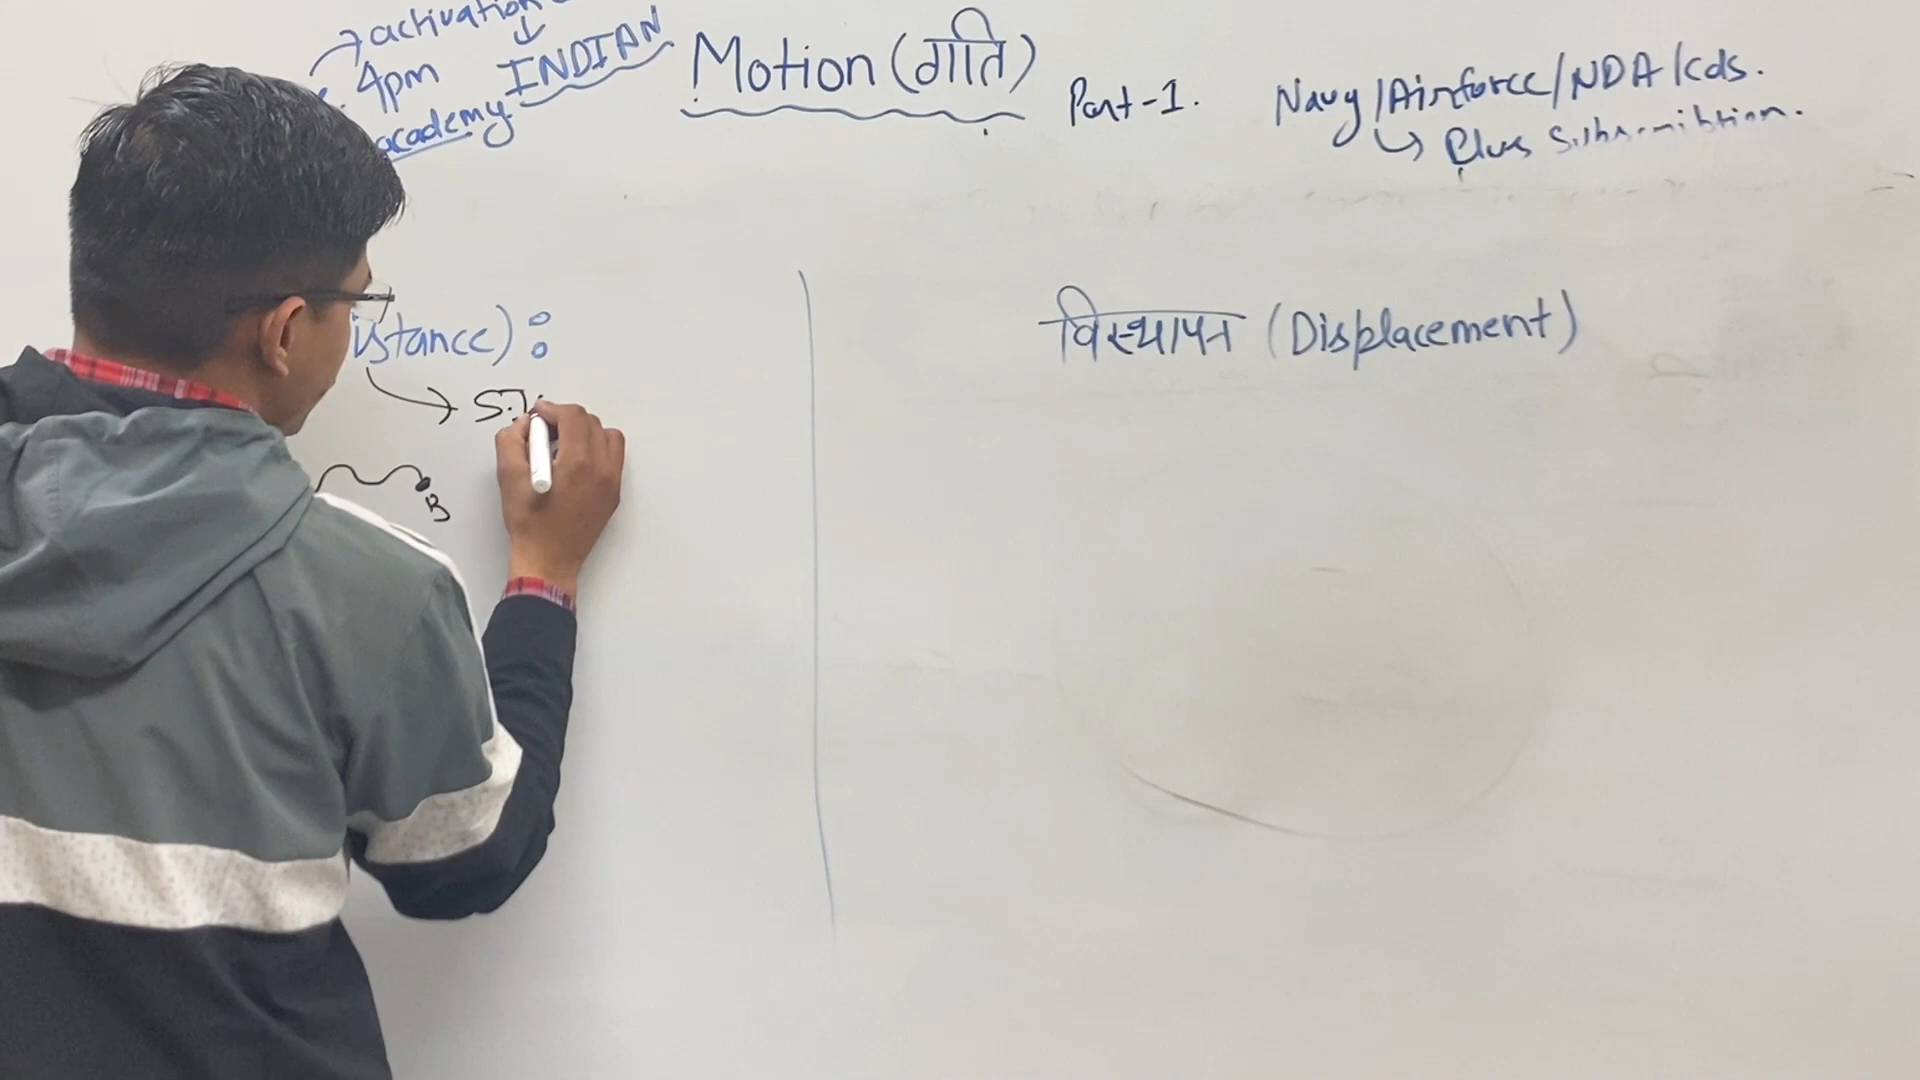 activation
4pm INDIAN
academy
Motion (गति) Part-1. Navy/Airforce/NDA/Cds.
Plus
istance) :
विस्थापन (Displacement)
S.I
B